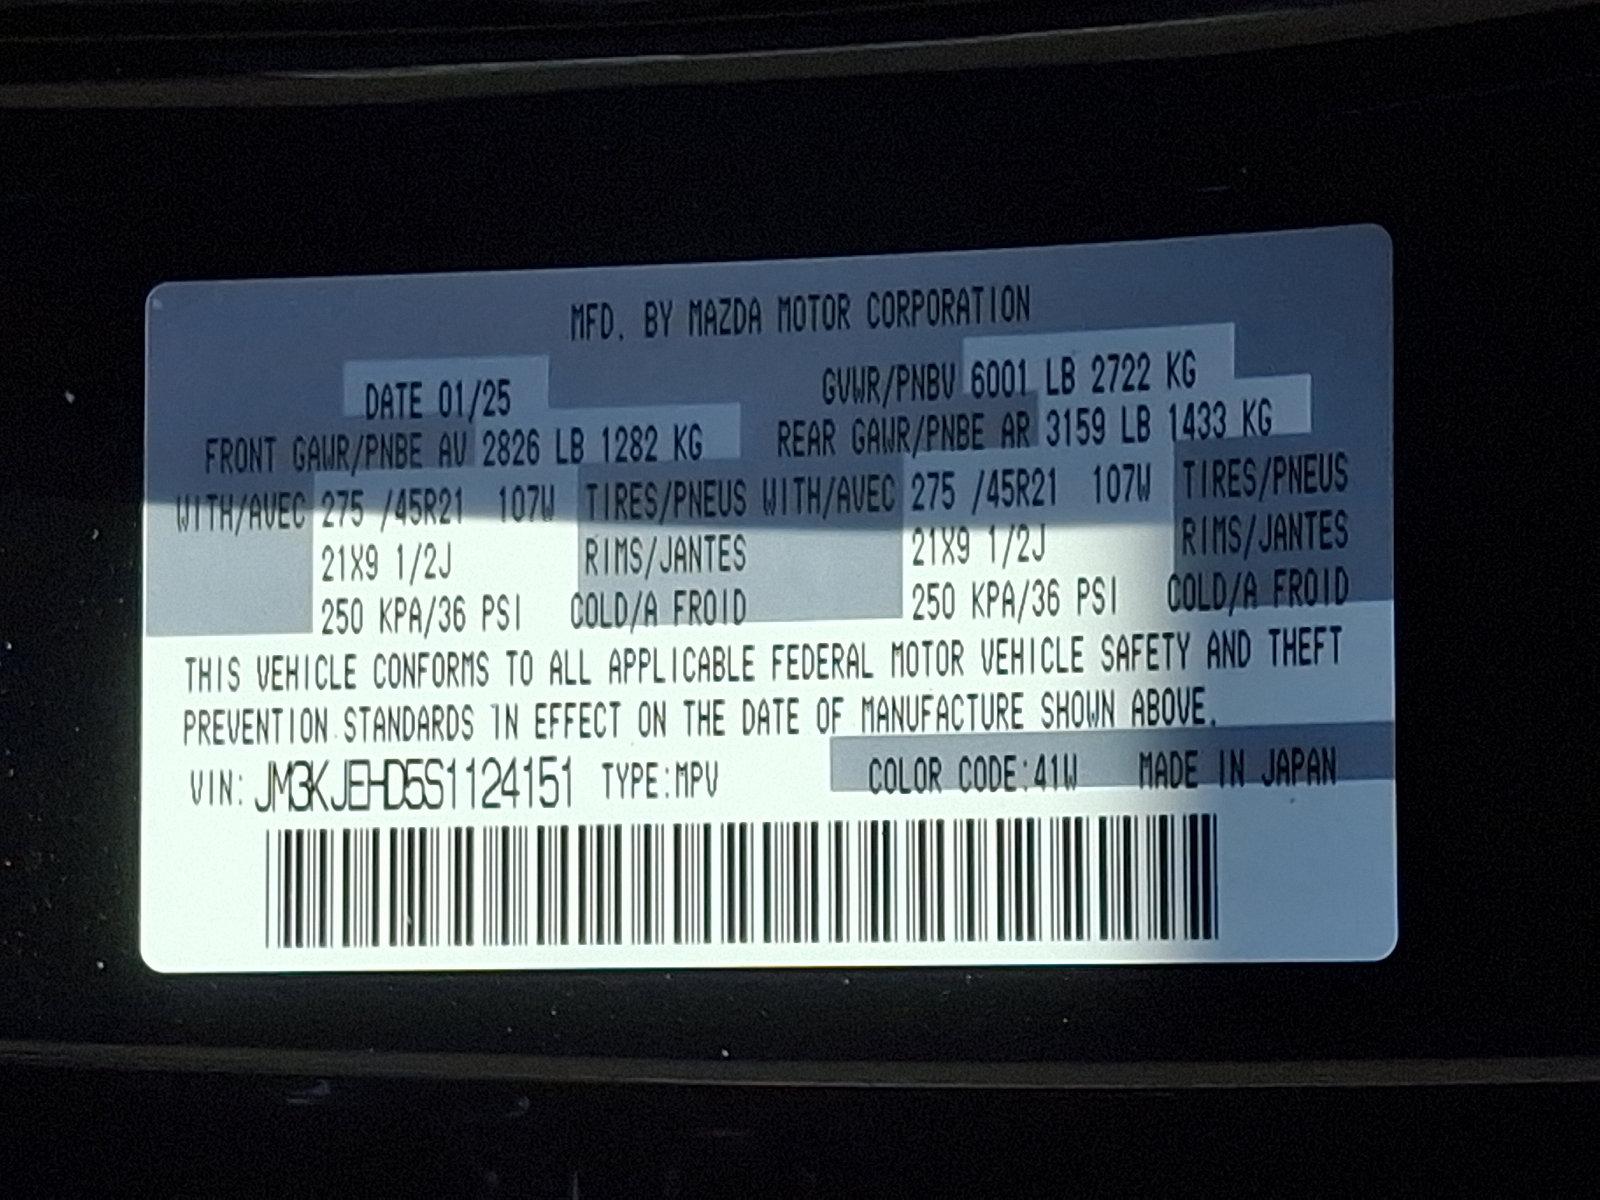 MFD. BY MAZDA MOTOR CORPORATION
DATE 01/25 GVWR/PNBV 6001 LB 2722 KG
FRONT GAWR/PNBE AV 2826 LB 1282 KG REAR GAWR/PNBE AR 3159 LB 1433 KG
WITH/AVEC 275 /45R21 107W TIRES/PNEUS WITH/AVEC 275 /45R21 107W TIRES/PNEUS
21X9 1/2J RIMS/JANTES 21X9 1/2J RIMS/JANTES
250 KPA/36 PSI COLD/A FROID 250 KPA/36 PSI COLD/A FROID
THIS VEHICLE CONFORMS TO ALL APPLICABLE FEDERAL MOTOR VEHICLE SAFETY AND THEFT
PREVENTION STANDARDS IN EFFECT ON THE DATE OF MANUFACTURE SHOWN ABOVE.
VIN: JM3KJEHD5S1124151 TYPE:MPV COLOR CODE:41W MADE IN JAPAN